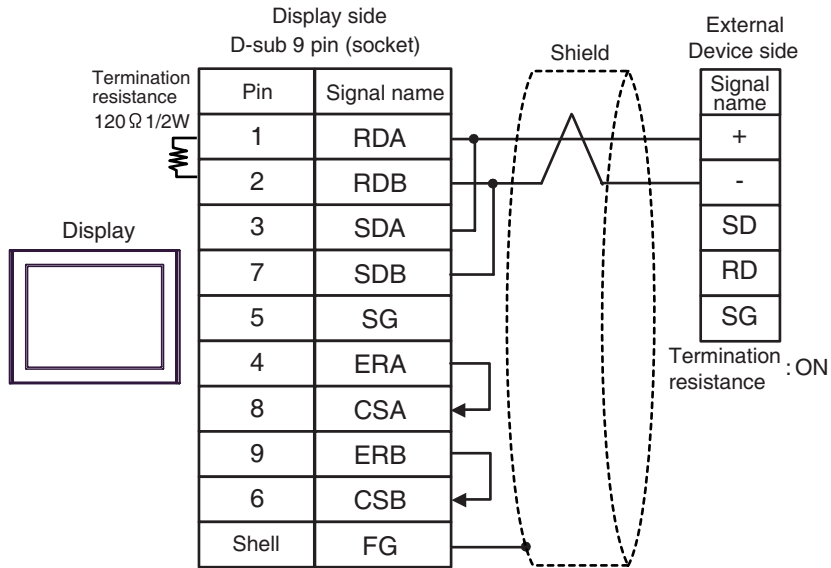 Display side
D-sub 9 pin (socket)
Shield
External
Device side
Termination
resistance
120Ω 1/2W
Pin Signal name
1 RDA
2 RDB
3 SDA
7 SDB
5 SG
4 ERA
8 CSA
9 ERB
6 CSB
Shell FG
Display
Signal
name
+
-
SD
RD
SG
Termination
resistance : ON